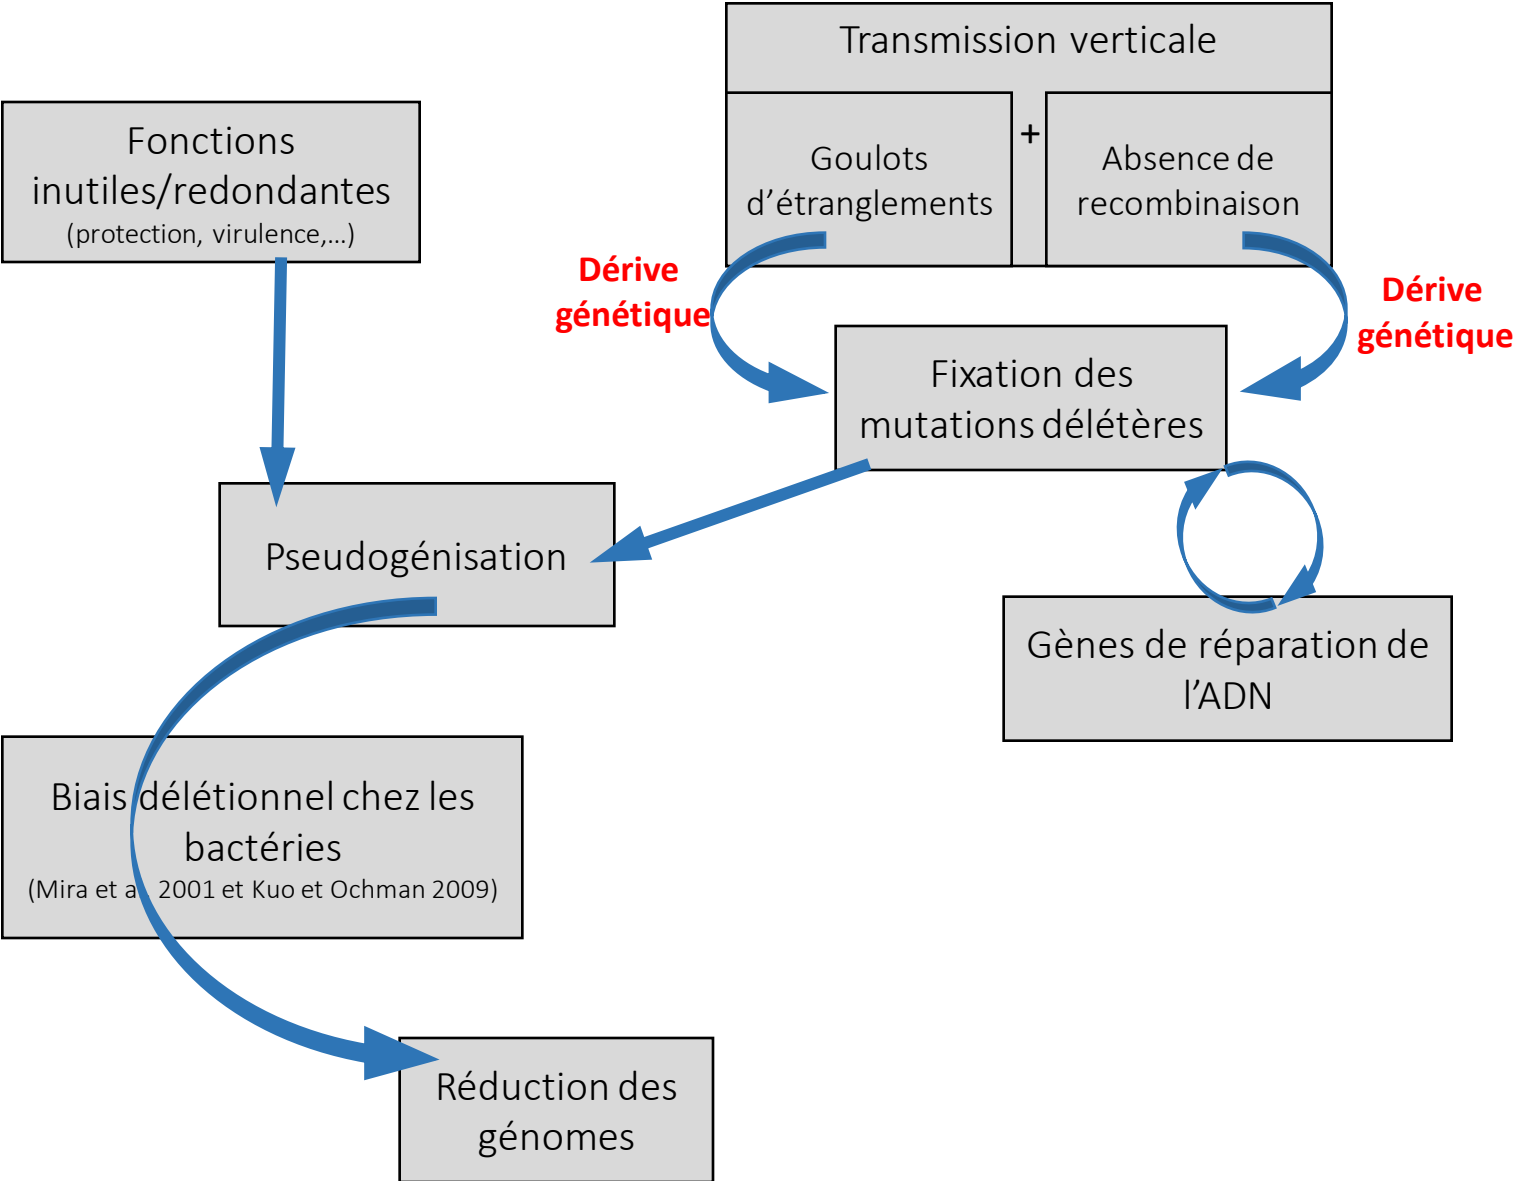 Transmission verticale
Goulots
d’étranglements
+
Absence de
recombinaison
Fonctions
inutiles/redondantes
(protection, virulence,...)
Dérive
génétique
Dérive
génétique
Fixation des
mutations délétères
Pseudogénisation
Gènes de réparation de
l’ADN
Biais délétionnel chez les
bactéries
(Mira et a. 2001 et Kuo et Ochman 2009)
Réduction des
génomes